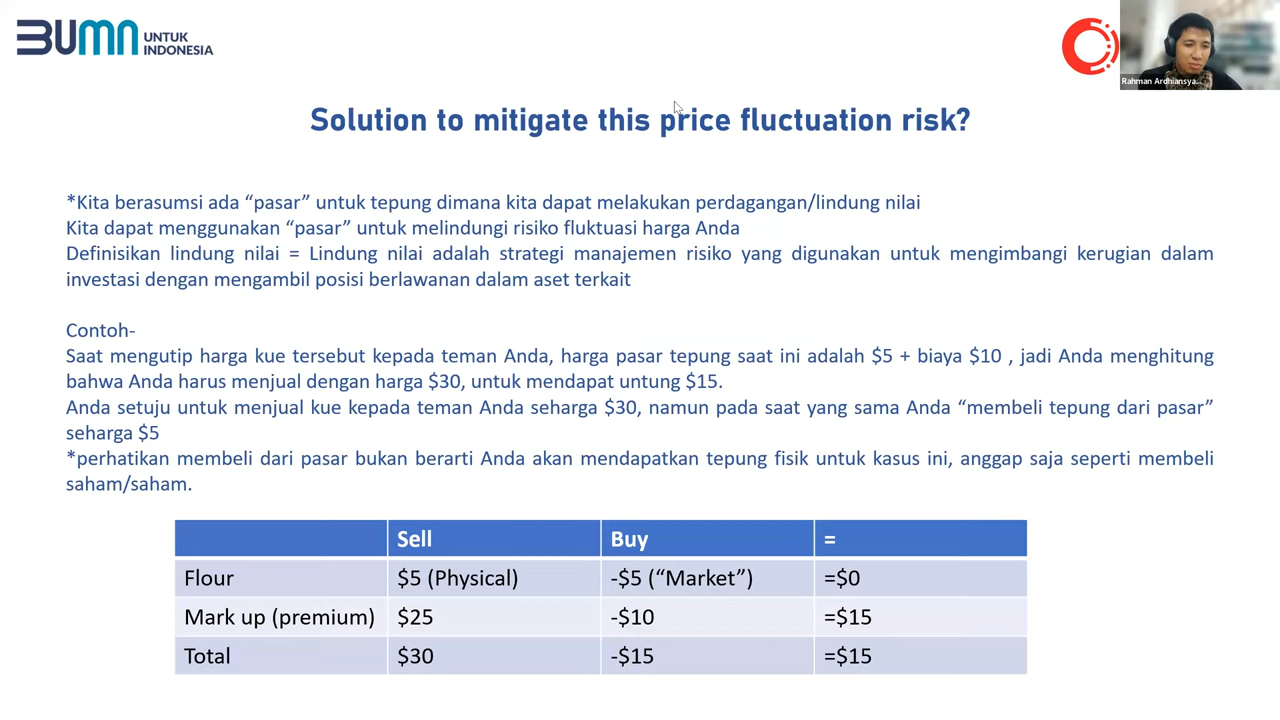 BUMN UNTUK
INDONESIA
Rahman Ardhiansya...
Solution to mitigate this price fluctuation risk?
*Kita berasumsi ada “pasar” untuk tepung dimana kita dapat melakukan perdagangan/lindung nilai
Kita dapat menggunakan “pasar” untuk melindungi risiko fluktuasi harga Anda
Definisikan lindung nilai = Lindung nilai adalah strategi manajemen risiko yang digunakan untuk mengimbangi kerugian dalam
investasi dengan mengambil posisi berlawanan dalam aset terkait
Contoh-
Saat mengutip harga kue tersebut kepada teman Anda, harga pasar tepung saat ini adalah $5 + biaya $10 , jadi Anda menghitung
bahwa Anda harus menjual dengan harga $30, untuk mendapat untung $15.
Anda setuju untuk menjual kue kepada teman Anda seharga $30, namun pada saat yang sama Anda “membeli tepung dari pasar”
seharga $5
*perhatikan membeli dari pasar bukan berarti Anda akan mendapatkan tepung fisik untuk kasus ini, anggap saja seperti membeli
saham/saham.
Sell Buy =
Flour $5 (Physical) -$5 (“Market”) =$0
Mark up (premium) $25 -$10 =$15
Total $30 -$15 =$15